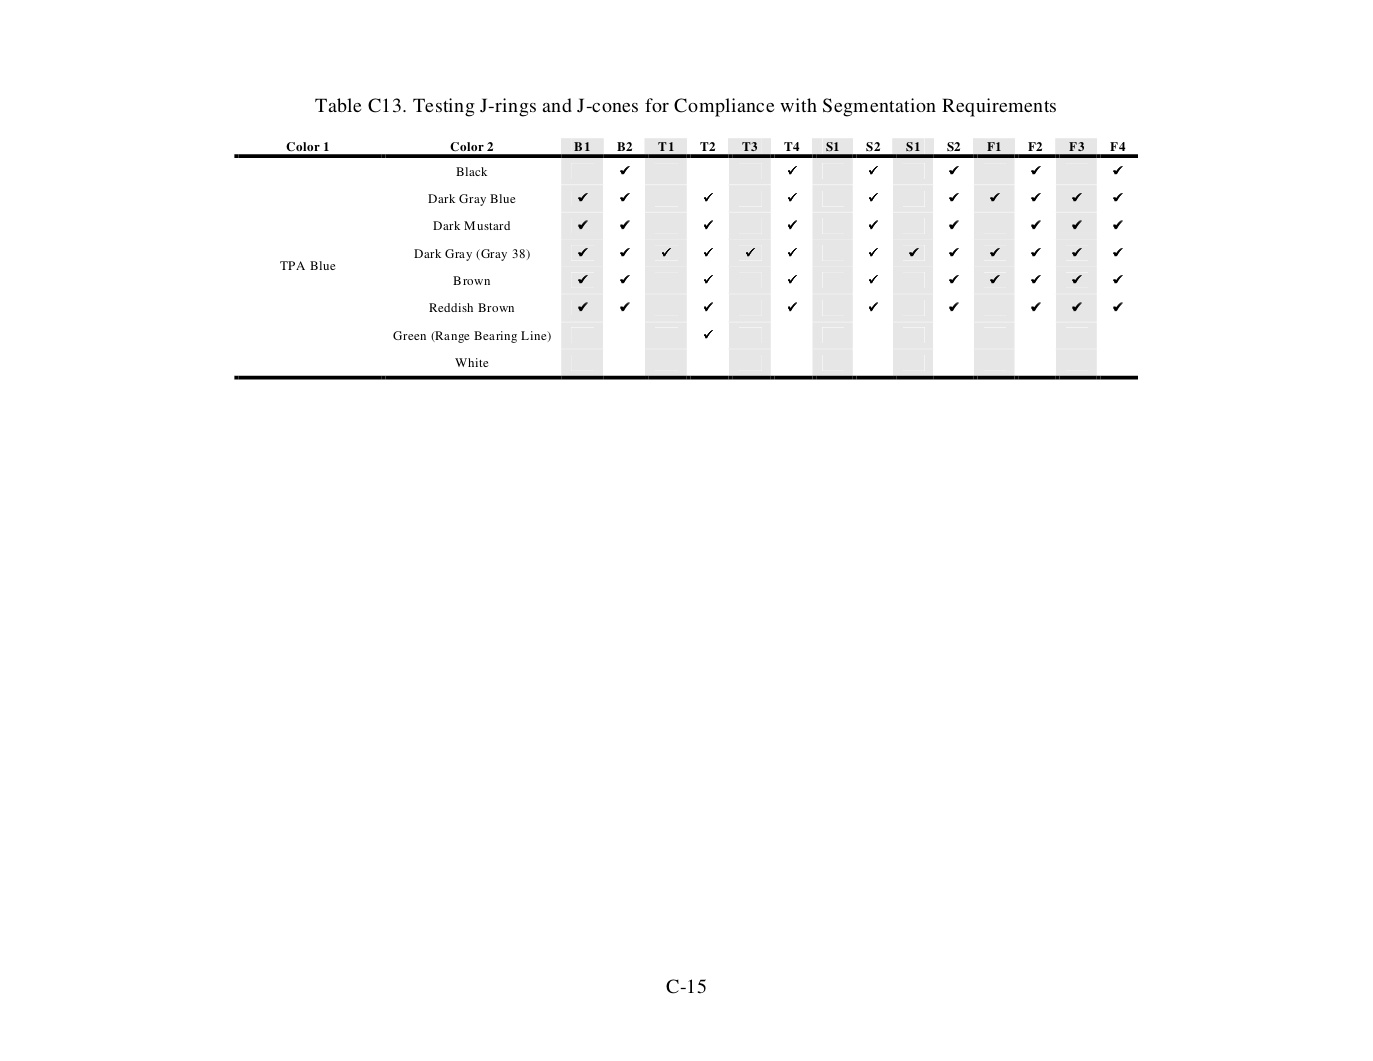 Table C13. Testing J-rings and J-cones for Compliance with Segmentation Requirements
Color 1 Color 2 B1 B2 T1 T2 T3 T4 S1 S2 S1 S2 F1 F2 F3 F4
Black ✔ ✓ ✓ ✔ ✔ ✔
Dark Gray Blue ✔ ✔ ✓ ✓ ✓ ✔ ✓ ✔ ✔ ✔
Dark Mustard ✔ ✔ ✓ ✓ ✓ ✔ ✔ ✔ ✔
Dark Gray (Gray 38) ✔ ✔ ✓ ✓ ✓ ✓ ✓ ✔ ✔ ✔ ✔ ✔ ✔
TPA Blue
Brown ✔ ✔ ✓ ✓ ✓ ✔ ✔ ✔ ✔ ✔
Reddish Brown ✔ ✔ ✓ ✓ ✓ ✔ ✔ ✔ ✔
Green (Range Bearing Line) ✓
White
C-15